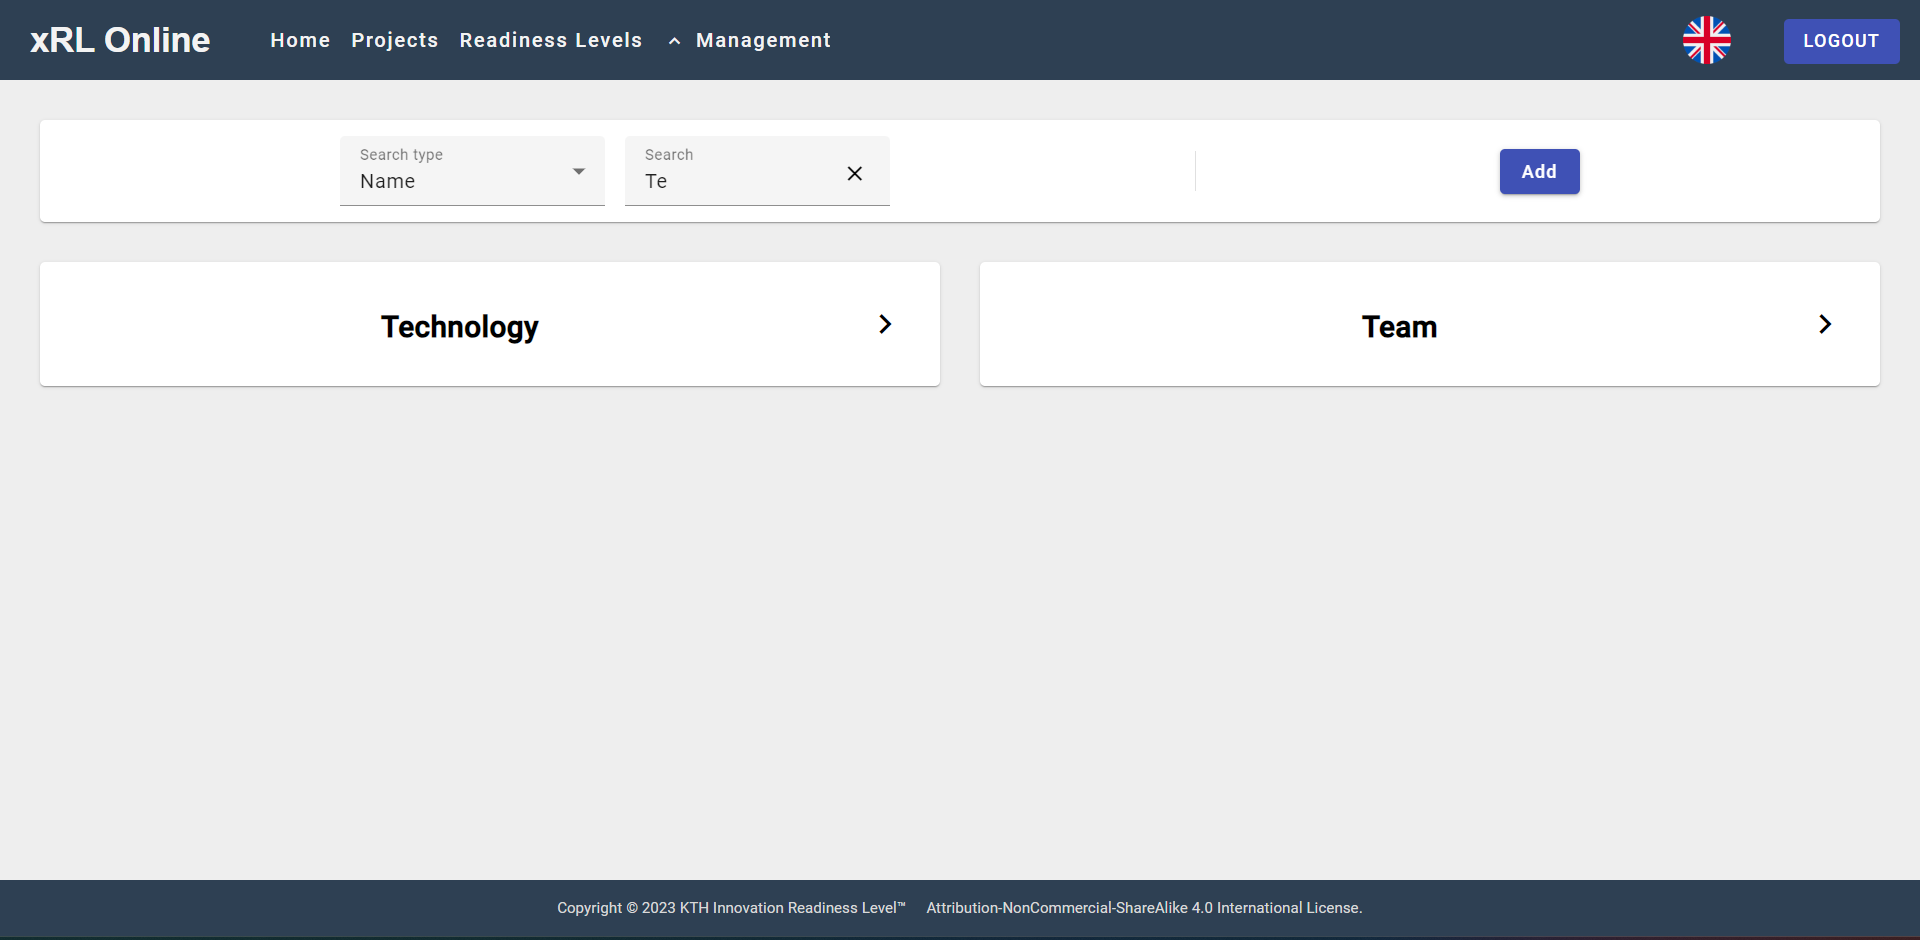 xRL Online Home Projects Readiness Levels Management LOGOUT
Search type Search
Name Te Add
Technology Team
Copyright © 2023 KTH Innovation Readiness Level™ Attribution-NonCommercial-ShareAlike 4.0 International License.